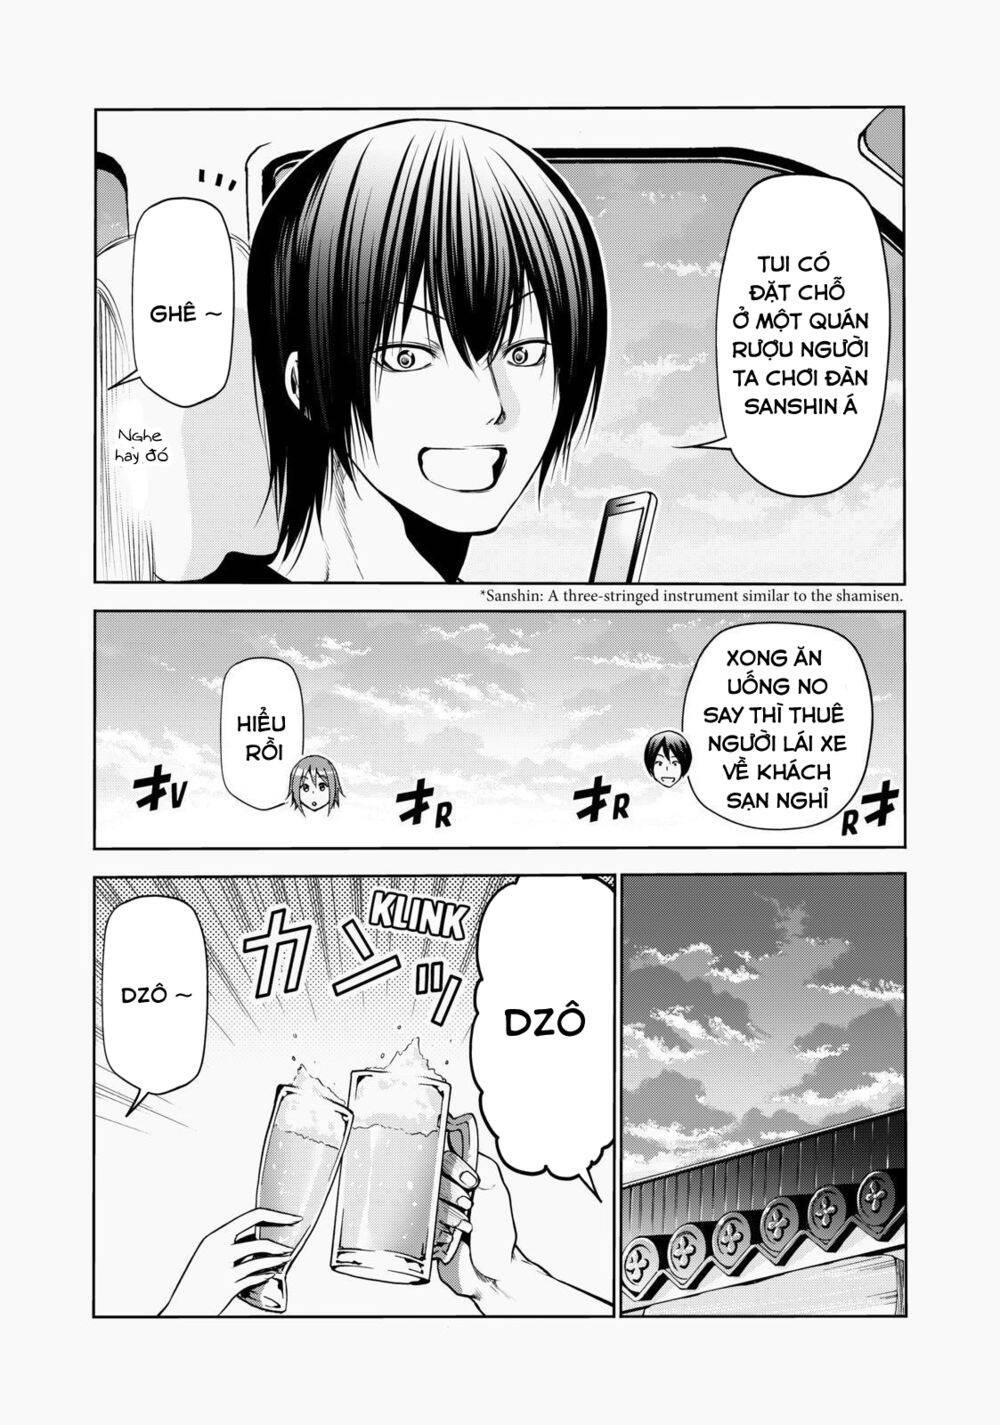 TUI CÓ
ĐẶT CHỖ
Ở MỘT QUÁN
RƯỢU NGƯỜI
TA CHƠI ĐÀN
SANSHIN Á
GHÊ ~
Nghe
hay đó
*Sanshin: A three-stringed instrument similar to the shamisen.
XONG ĂN
UỐNG NO
SAY THÌ THUÊ
NGƯỜI LÁI XE
VỀ KHÁCH
SẠN NGHỈ
HIỂU
RỒI
R
R
R
V
DZÔ
KLINK
カンッ
DZÔ ~